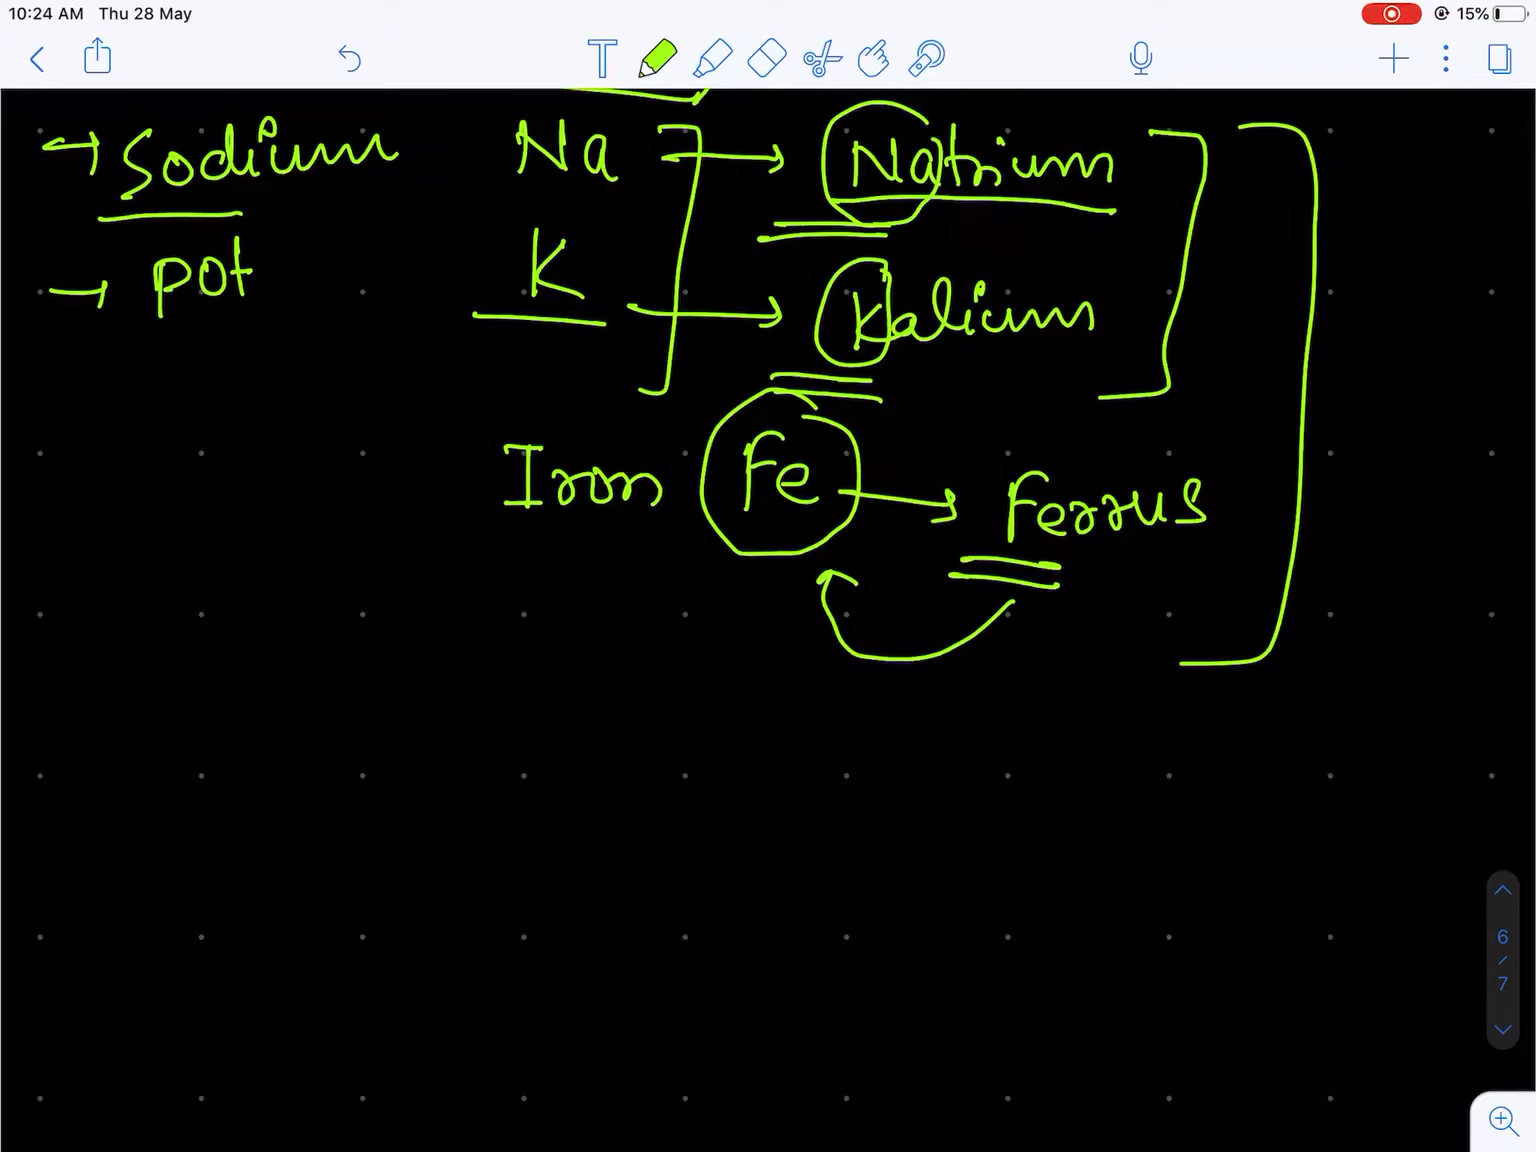 10:24 AM Thu 28 May 15%
T
Sodium Na Natrium
Pot K Kalium
Iron Fe Ferrus
6
/
7